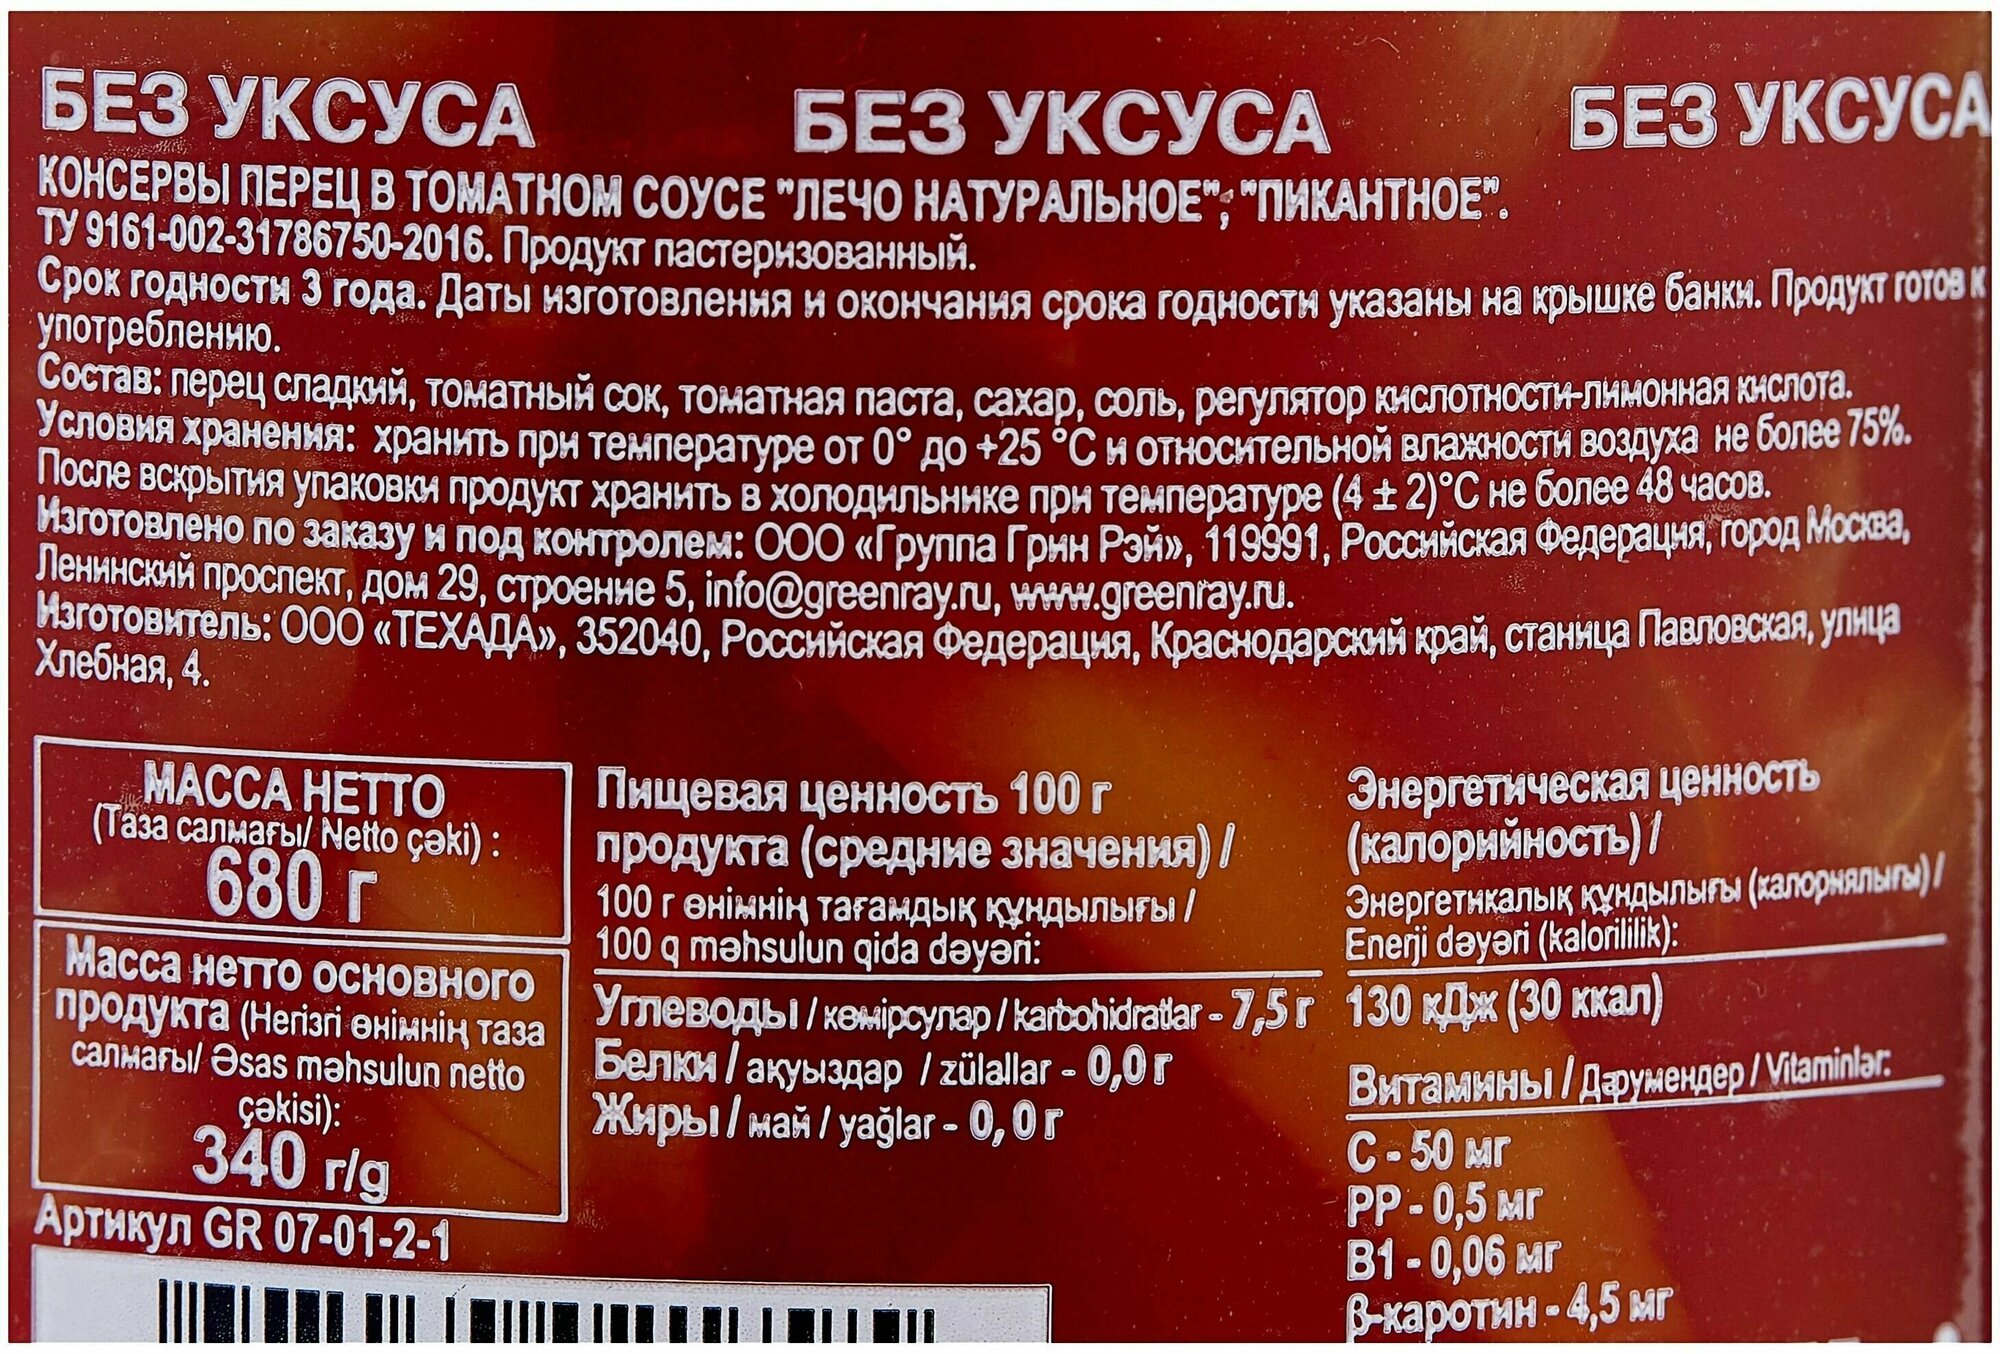 БЕЗ УКСУСА БЕЗ УКСУСА БЕЗ УКСУСА
КОНСЕРВЫ ПЕРЕЦ В ТОМАТНОМ СОУСЕ "ЛЕЧО НАТУРАЛЬНОЕ"; "ПИКАНТНОЕ".
ТУ 9161-002-31786750-2016. Продукт пастеризованный.
Срок годности 3 года. Даты изготовления и окончания срока годности указаны на крышке банки. Продукт готов к
употреблению.
Состав: перец сладкий, томатный сок, томатная паста, сахар, соль, регулятор кислотности-лимонная кислота.
Условия хранения: хранить при температуре от 0° до +25 °С и относительной влажности воздуха не более 75%.
После вскрытия упаковки продукт хранить в холодильнике при температуре (4 ± 2)°С не более 48 часов.
Изготовлено по заказу и под контролем: ООО «Группа Грин Рэй», 119991, Российская Федерация, город Москва,
Ленинский проспект, дом 29, строение 5, info@greenray.ru, www.greenray.ru.
Изготовитель: ООО «ТЕХАДА», 352040, Российская Федерация, Краснодарский край, станица Павловская, улица
Хлебная, 4.
МАССА НЕТТО
(Таза салмағы/ Netto çəki) :
680 г
Масса нетто основного
продукта (Негізгі өнімнің таза
салмағы/ Əsas məhsulun netto
çəkisi):
340 г/g
Артикул GR 07-01-2-1
Пищевая ценность 100 г
продукта (средние значения) /
100 г өнімнің тағамдық құндылығы /
100 q məhsulun qida dəyəri:
Углеводы / көмірсулар / karbohidratlar - 7,5 г
Белки / ақуыздар / zülallar - 0,0 г
Жиры / май / yağlar - 0,0 г
Энергетическая ценность
(калорийность) /
Энергетикалық құндылығы (калориялығы) /
Enerji dəyəri (kalorililik):
130 кДж (30 ккал)
Витамины / Дәрумендер / Vitaminlər:
С - 50 мг
РР - 0,5 мг
В1 - 0,06 мг
β-каротин - 4,5 мг